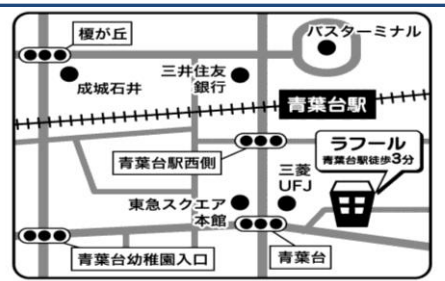 榎が丘
バスターミナル
成城石井
三井住友
銀行
青葉台駅
青葉台駅西側
ラフール
青葉台駅徒歩3分
三菱
UFJ
東急スクエア
本館
青葉台幼稚園入口
青葉台